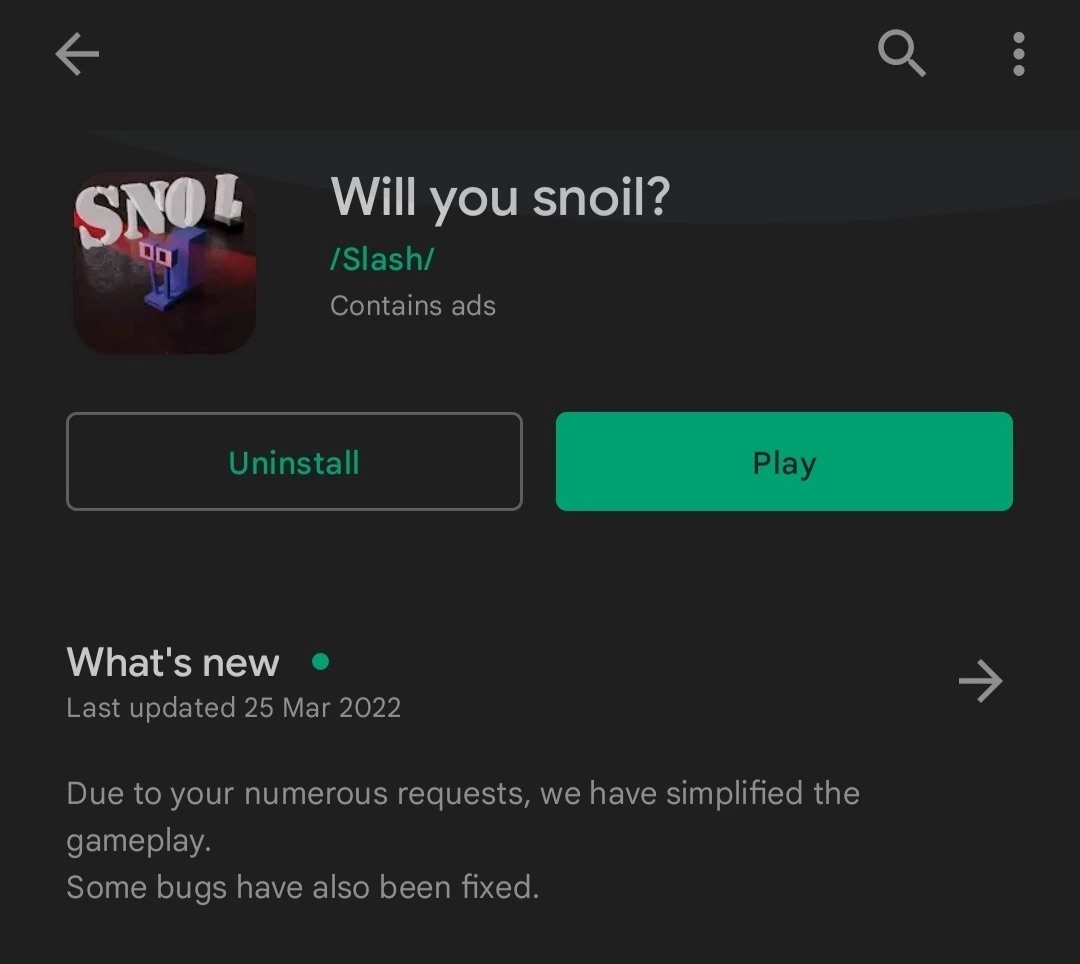 SNOL
Will you snoil?
/Slash/
Contains ads
Uninstall
Play
What's new
Last updated 25 Mar 2022
Due to your numerous requests, we have simplified the
gameplay.
Some bugs have also been fixed.